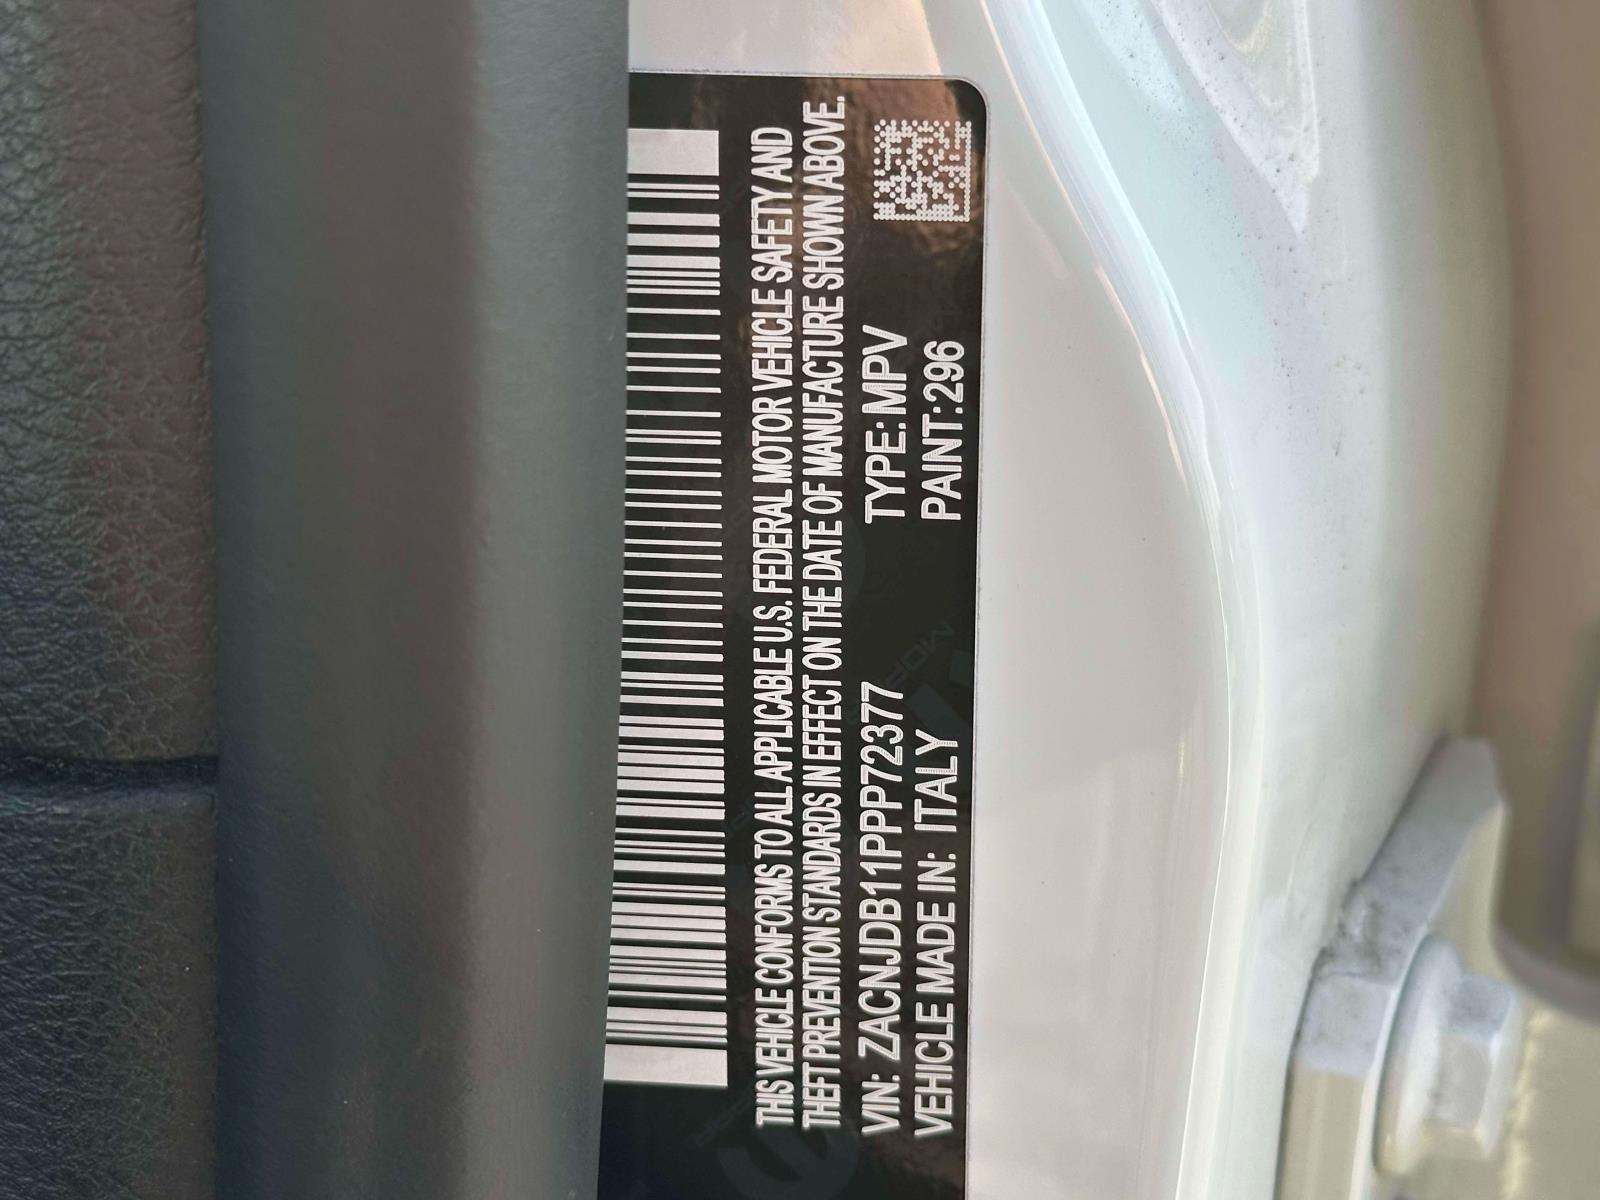 THIS VEHICLE CONFORMS TO ALL APPLICABLE U.S. FEDERAL MOTOR VEHICLE SAFETY AND
THEFT PREVENTION STANDARDS IN EFFECT ON THE DATE OF MANUFACTURE SHOWN ABOVE.
VIN: ZACNJDB11PPP72377 TYPE: MPV
VEHICLE MADE IN: ITALY PAINT:296